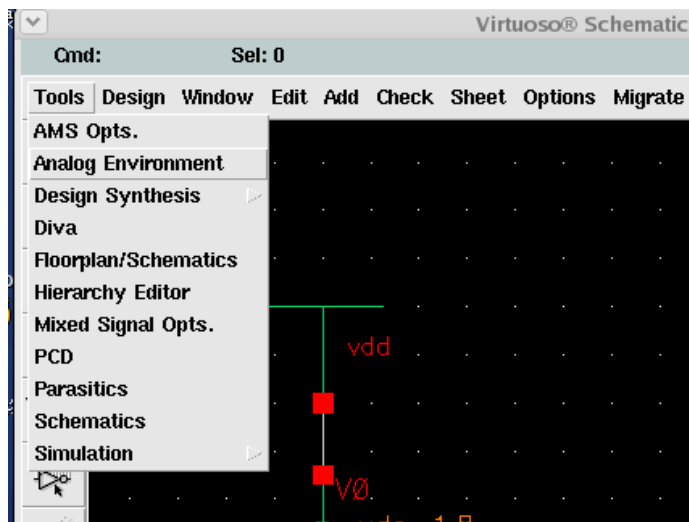 Virtuoso® Schematic
Cmd: Sel: 0
Tools Design Window Edit Add Check Sheet Options Migrate
AMS Opts.
Analog Environment
Design Synthesis
Diva
Floorplan/Schematics
Hierarchy Editor
Mixed Signal Opts.
PCD
Parasitics
Schematics
Simulation
vdd
V0